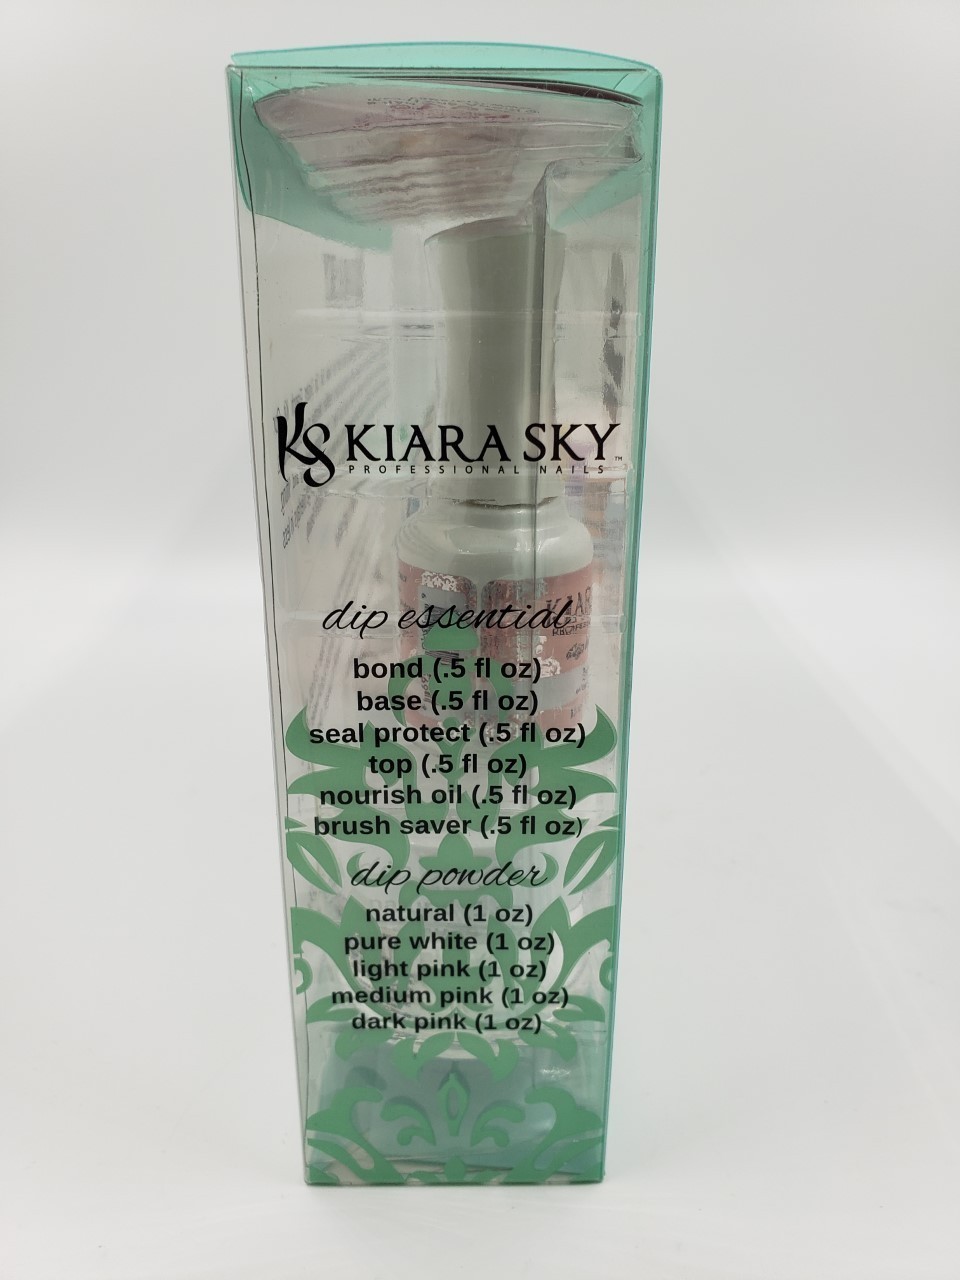 KS KIARA SKY™
PROFESSIONAL NAILS
KIAR
dip essential
bond (.5 fl oz)
base (.5 fl oz)
seal protect (.5 fl oz)
top (.5 fl oz)
nourish oil (.5 fl oz)
brush saver (.5 fl oz)
dip powder
natural (1 oz)
pure white (1 oz)
light pink (1 oz)
medium pink (1 oz)
dark pink (1 oz)